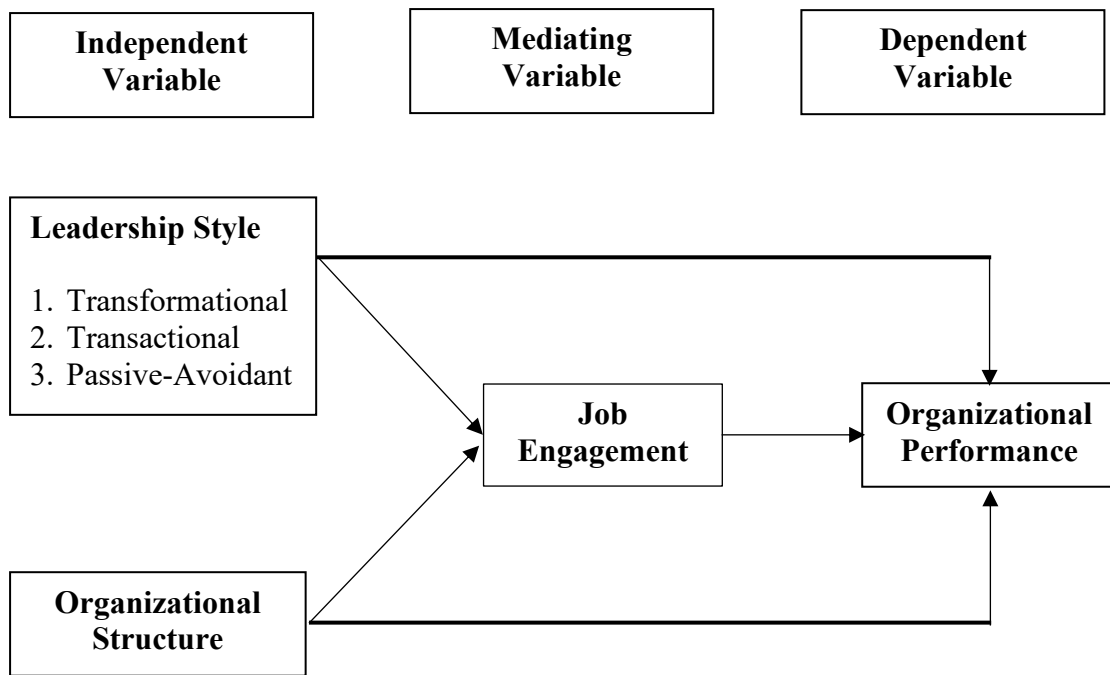 Independent
Variable
Mediating
Variable
Dependent
Variable
Leadership Style
1. Transformational
2. Transactional
3. Passive-Avoidant
Job
Engagement
Organizational
Performance
Organizational
Structure